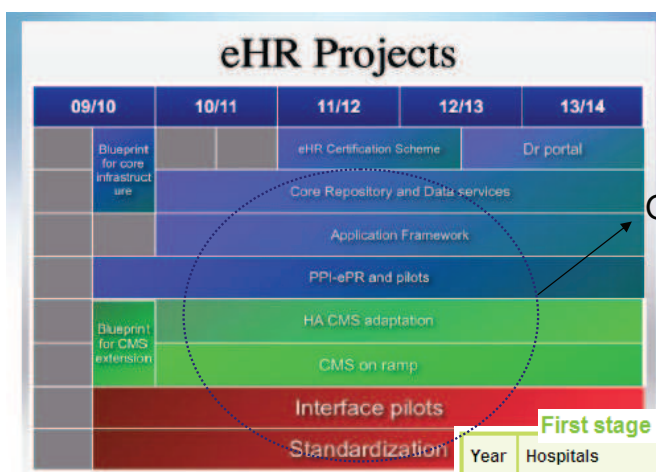 eHR Projects
09/10 10/11 11/12 12/13 13/14
Blueprint
for core
infrastruct
ure
eHR Certification Scheme
Dr portal
Core Repository and Data services
Application Framework
PPI-ePR and pilots
Blueprint
for CMS
extension
HA CMS adaptation
CMS on ramp
Interface pilots
Standardization
First stage
Year Hospitals